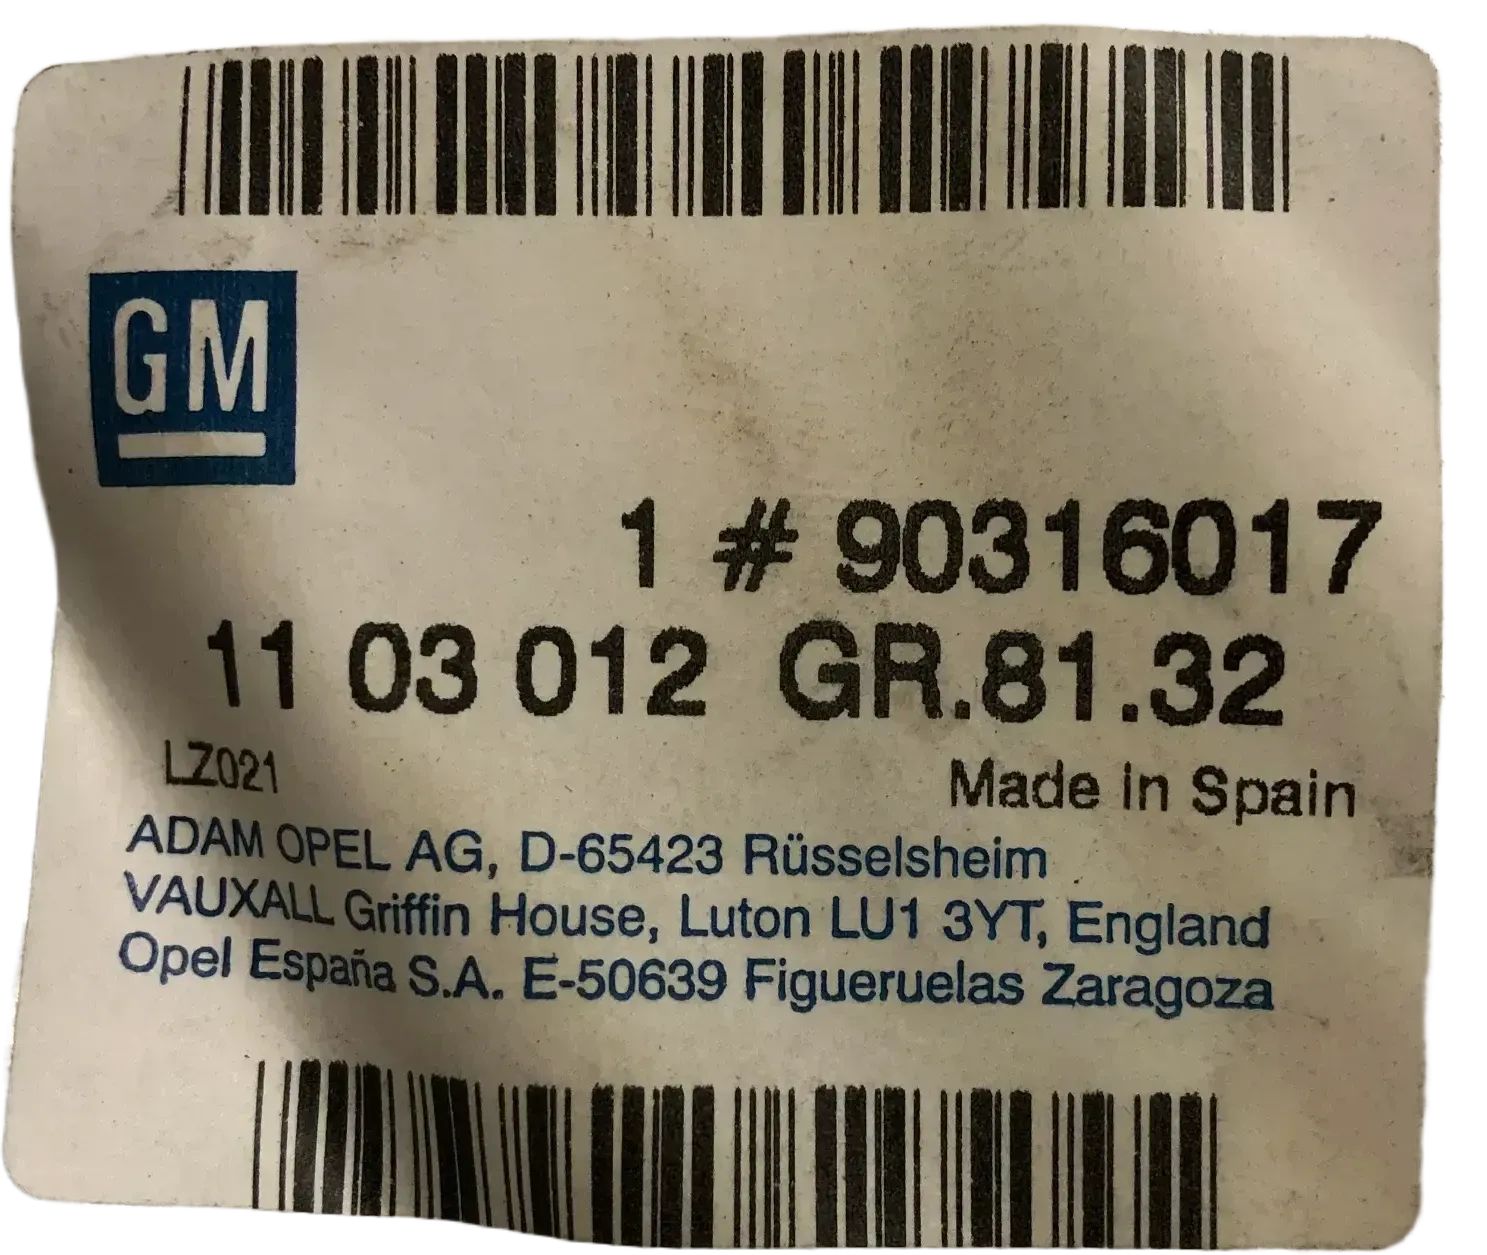 GM
1 # 90316017
11 03 012 GR.81.32
LZ021
Made in Spain
ADAM OPEL AG, D-65423 Rüsselsheim
VAUXALL Griffin House, Luton LU1 3YT, England
Opel España S.A. E-50639 Figueruelas Zaragoza